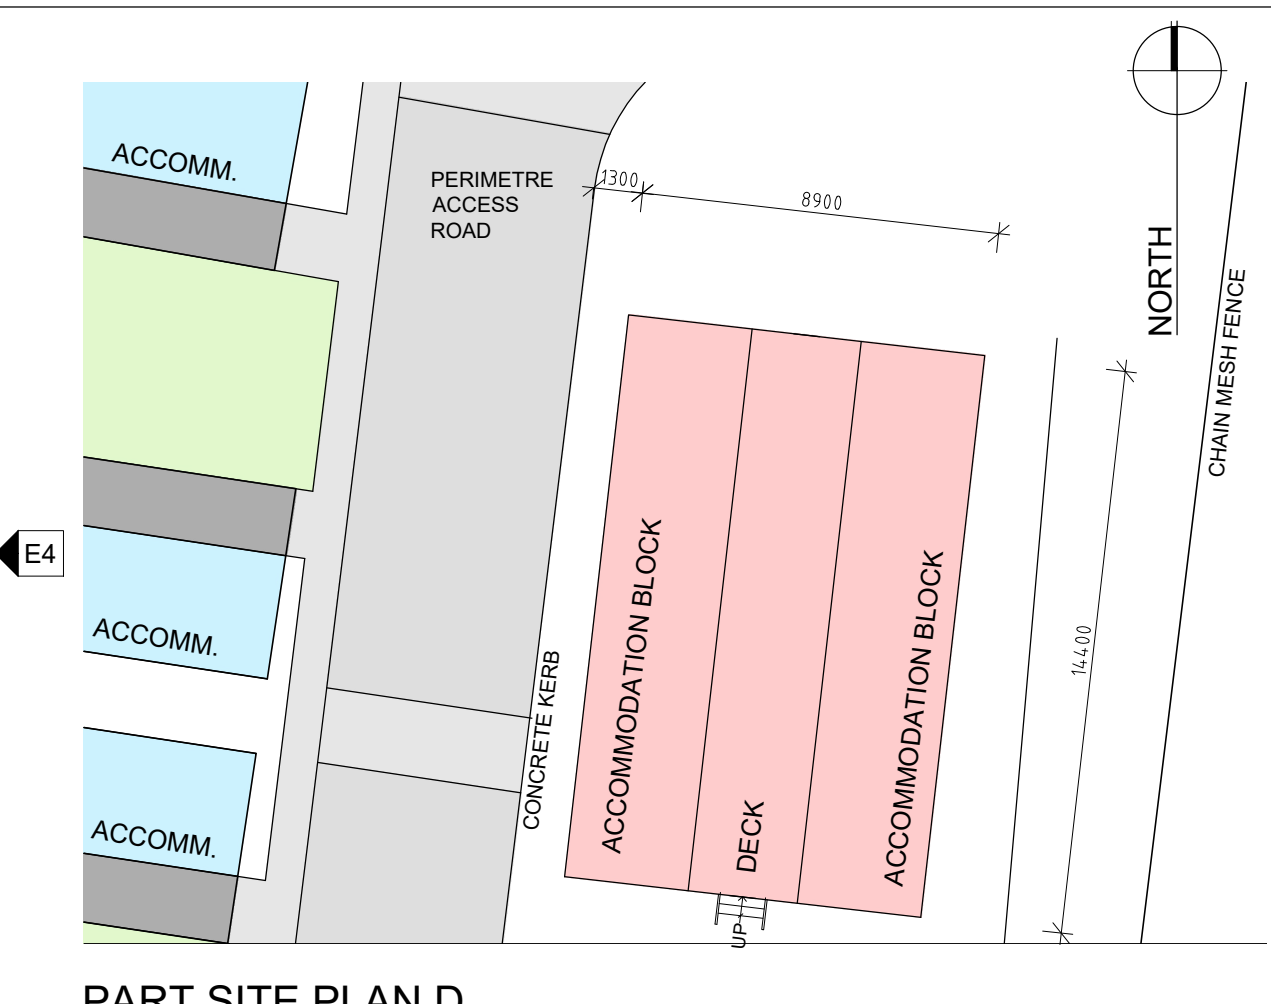 ACCOMM.
PERIMETRE
ACCESS
ROAD
1300
8900
NORTH
CHAIN MESH FENCE
E4
ACCOMM.
ACCOMMODATION BLOCK
ACCOMMODATION BLOCK
14400
CONCRETE KERB
DECK
ACCOMM.
UP
PART SITE PLAN D